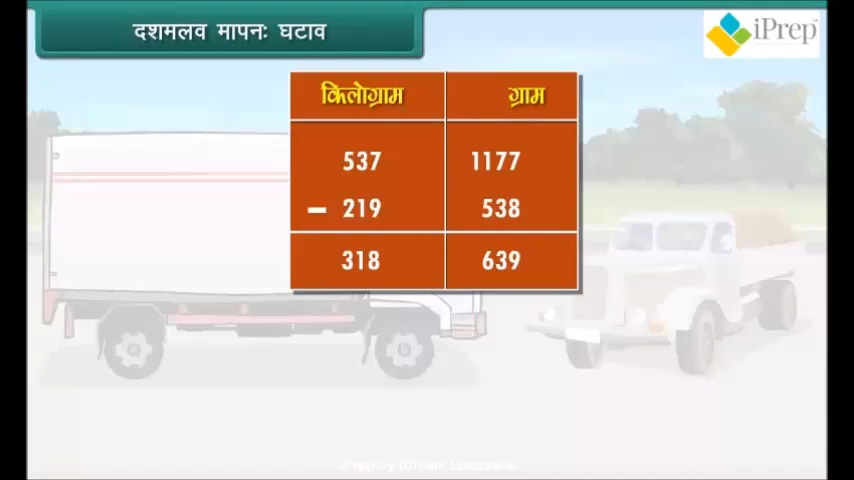 दशमलव मापनः घटाव
iPrep
किलोग्राम ग्राम
537 1177
- 219 538
318 639